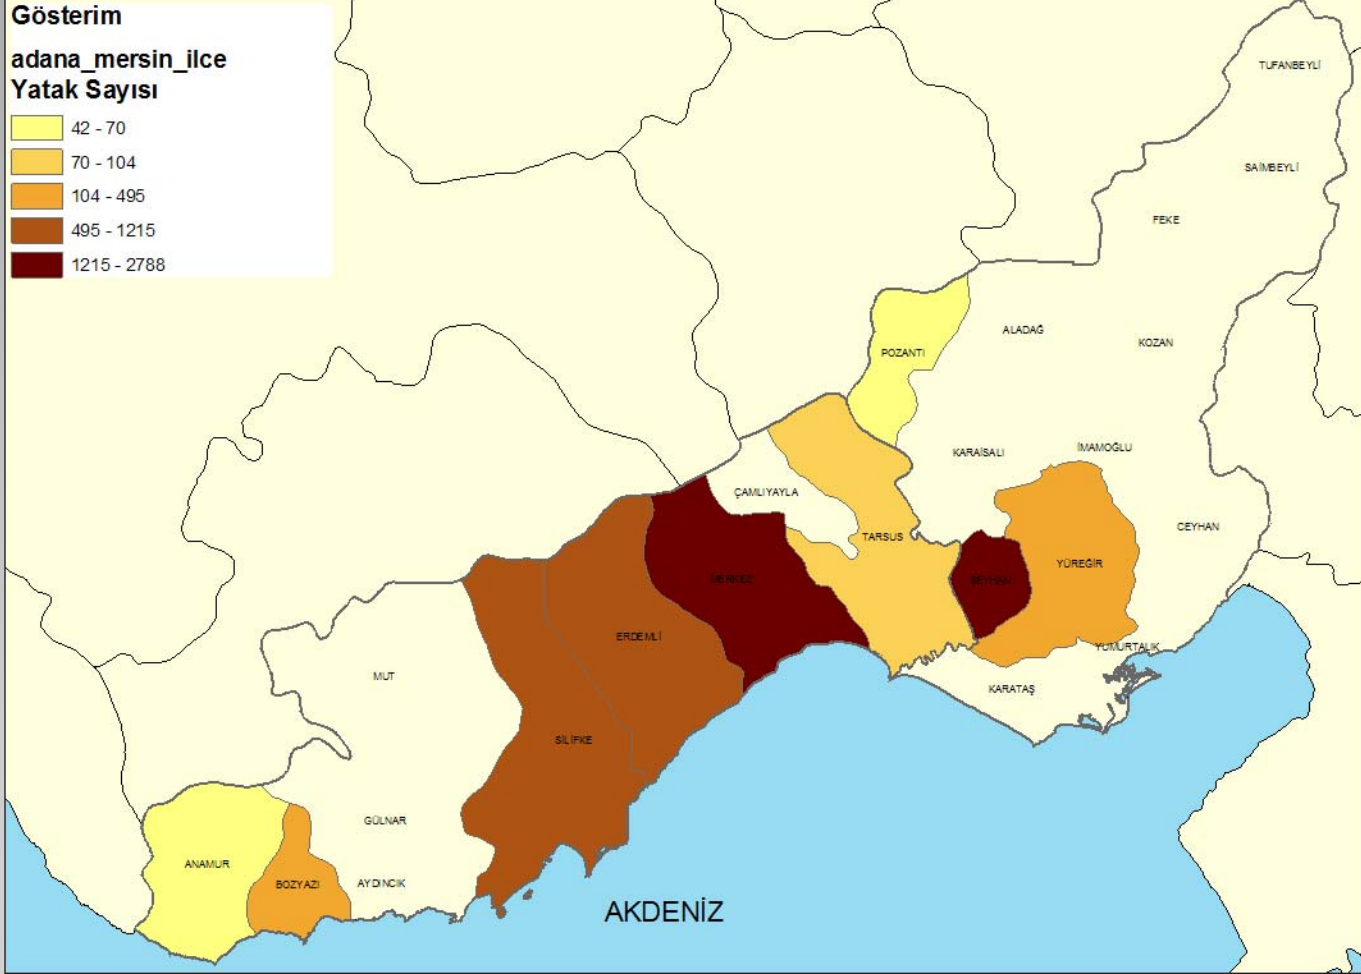 Gösterim
adana_mersin_ilce
Yatak Sayısı
42 - 70
70 - 104
104 - 495
495 - 1215
1215 - 2788
TUFANBEYLİ
SAİMBEYLİ
FEKE
ALADAĞ
KOZAN
POZANTI
KARAİSALI
İMAMOĞLU
ÇAMLIYAYLA
CEYHAN
TARSUS
YÜREĞİR
MERKEZ
SEYHAN
ERDEMLİ
YUMURTALIK
MUT
KARATAŞ
SİLİFKE
GÜLNAR
ANAMUR
BOZYAZI
AYDINCIK
AKDENİZ